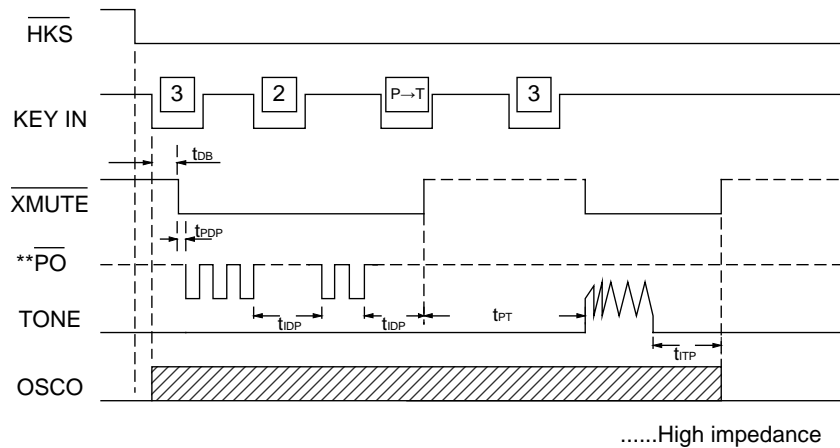 HKS
3 2 P→T 3
KEY IN
tDB
XMUTE
tPDP
**PO
TONE
tIDP tIDP tPT
tITP
OSCO
......High impedance